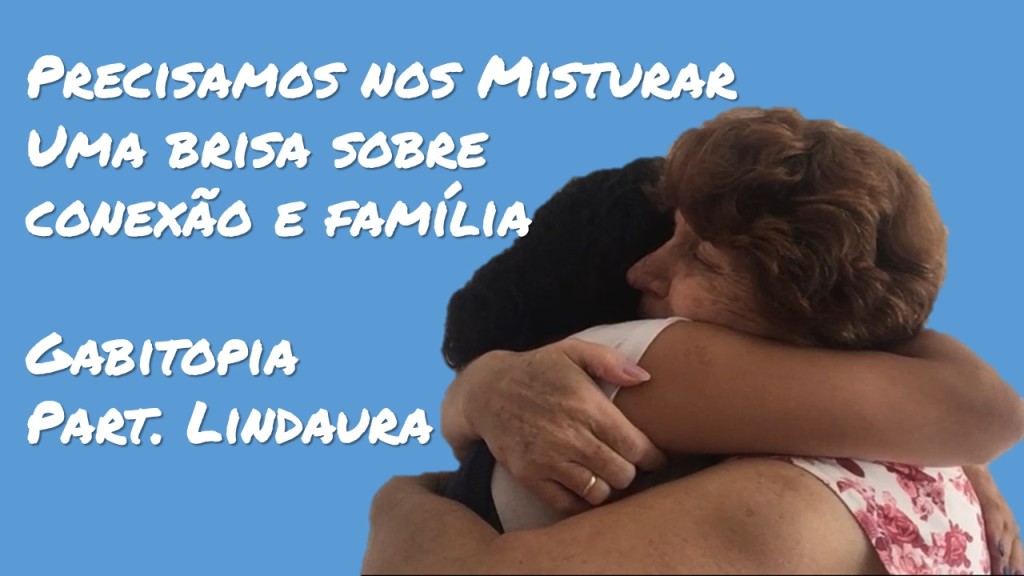 Precisamos nos Misturar
Uma brisa sobre
conexão e família
Gabitopia
Part. Lindaura